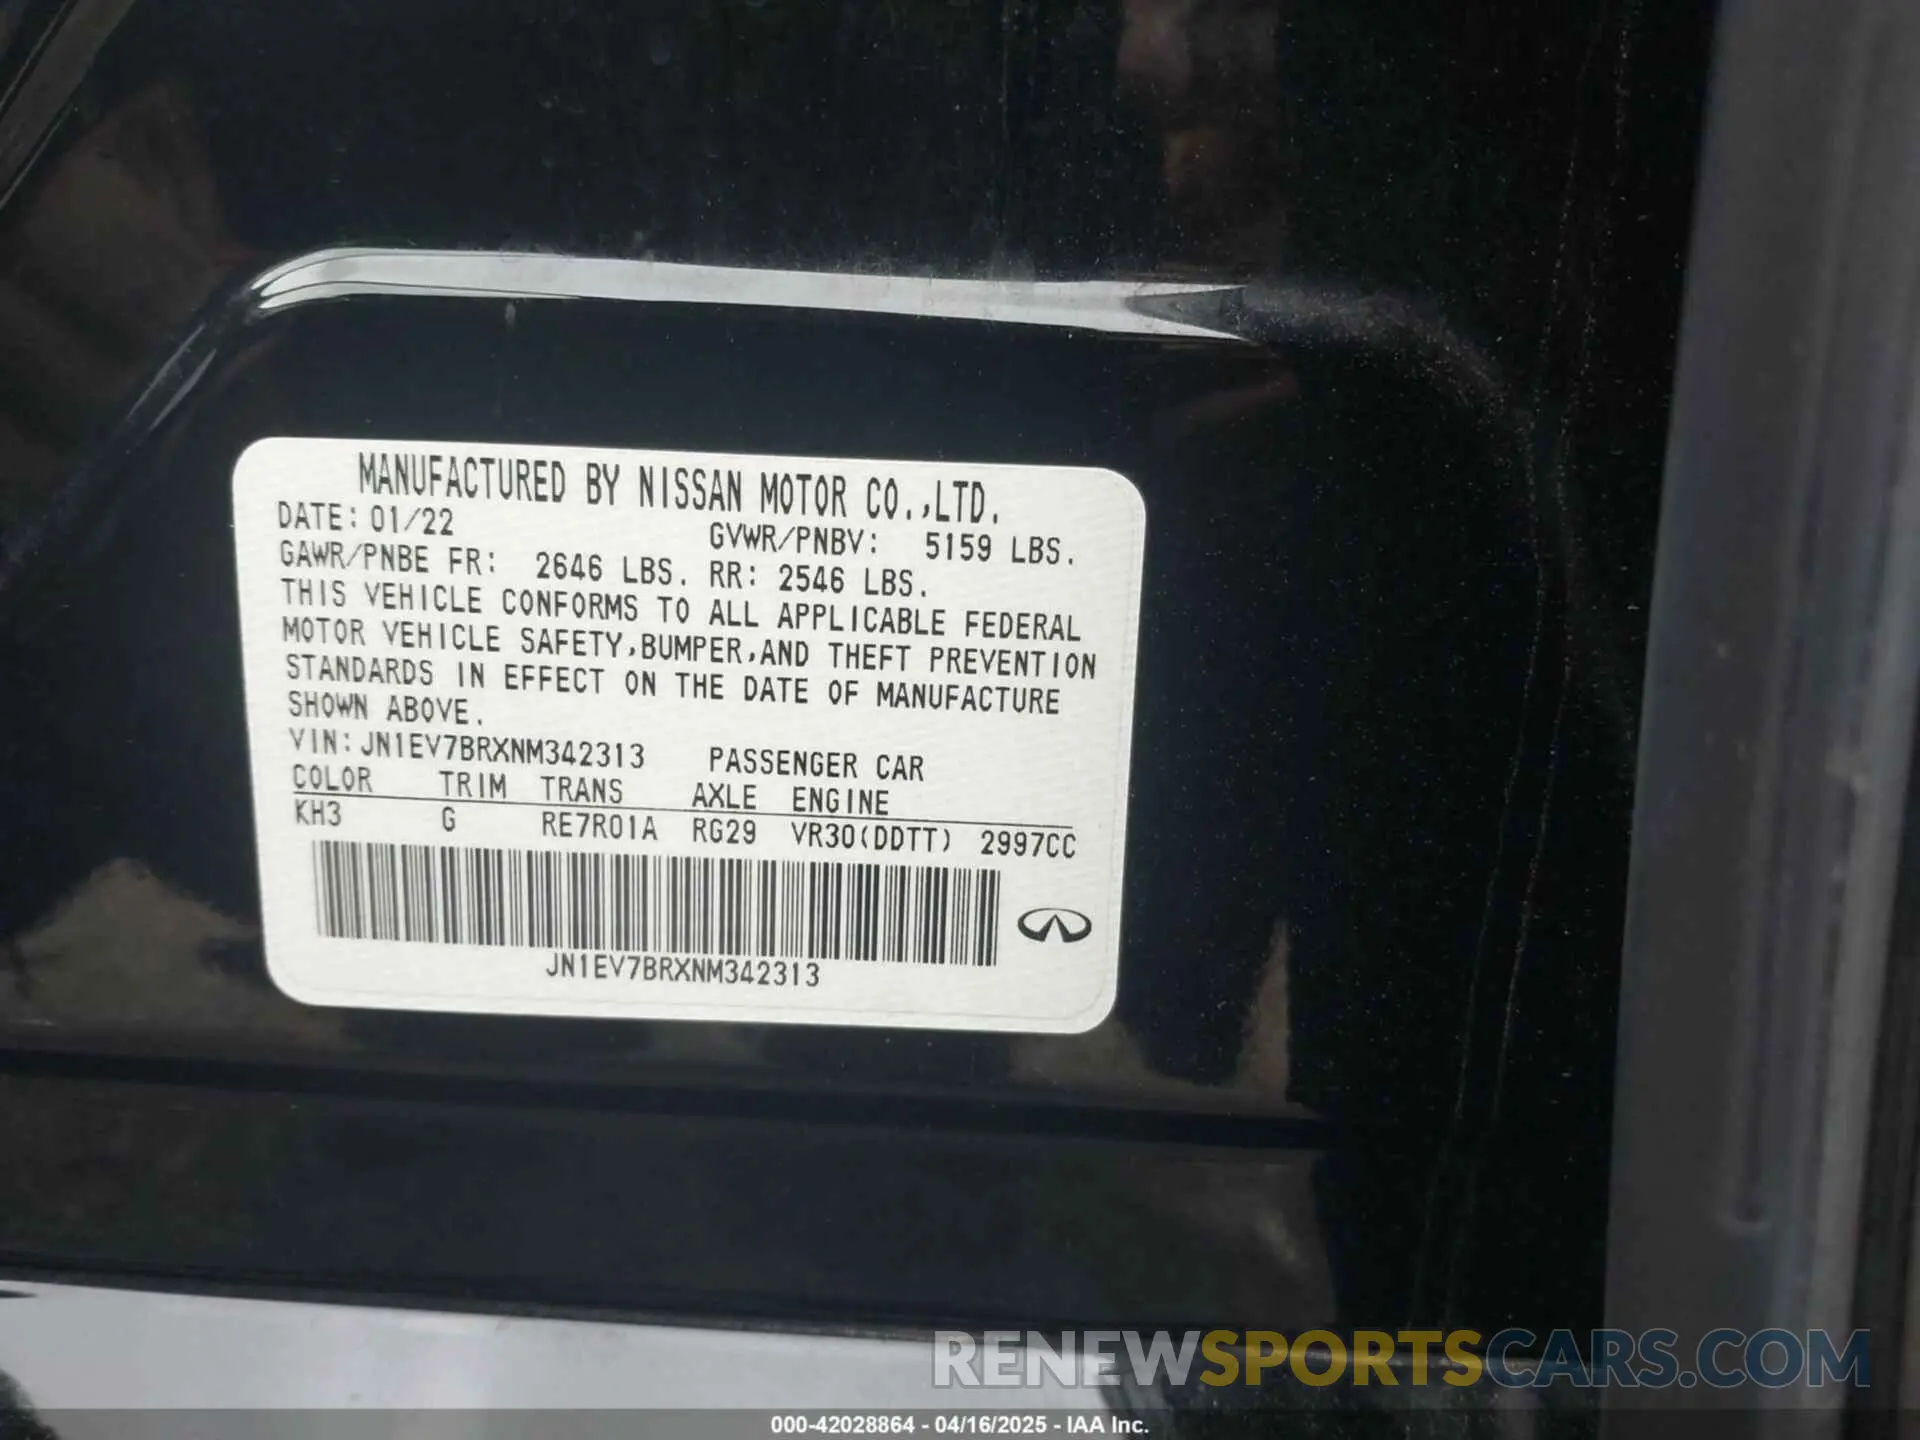 MANUFACTURED BY NISSAN MOTOR CO.,LTD.
DATE: 01/22 GVWR/PNBV: 5159 LBS.
GAWR/PNBE FR: 2646 LBS. RR: 2546 LBS.
THIS VEHICLE CONFORMS TO ALL APPLICABLE FEDERAL
MOTOR VEHICLE SAFETY,BUMPER,AND THEFT PREVENTION
STANDARDS IN EFFECT ON THE DATE OF MANUFACTURE
SHOWN ABOVE.
VIN: JN1EV7BRXNM342313 PASSENGER CAR
COLOR TRIM TRANS AXLE ENGINE
KH3 G RE7R01A RG29 VR30(DDTT) 2997CC
JN1EV7BRXNM342313
RENEWSPORTSCARS.COM
000-42028864 - 04/16/2025 - IAA Inc.